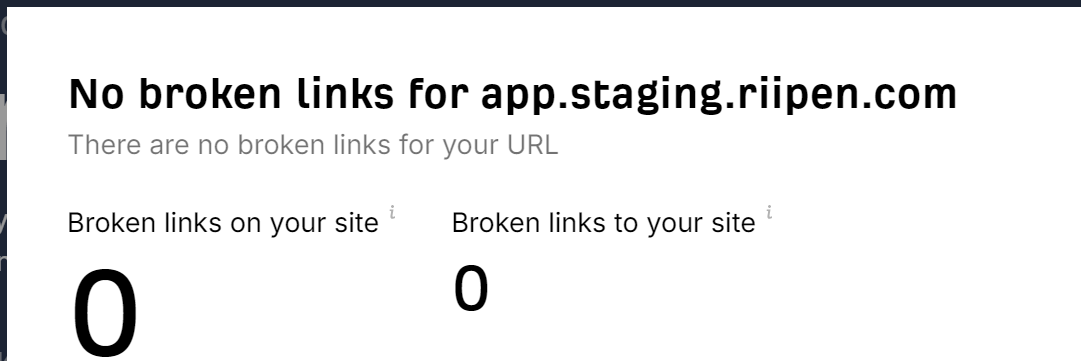 No broken links for app.staging.riipen.com
There are no broken links for your URL
Broken links on your site i
Broken links to your site i
0
0